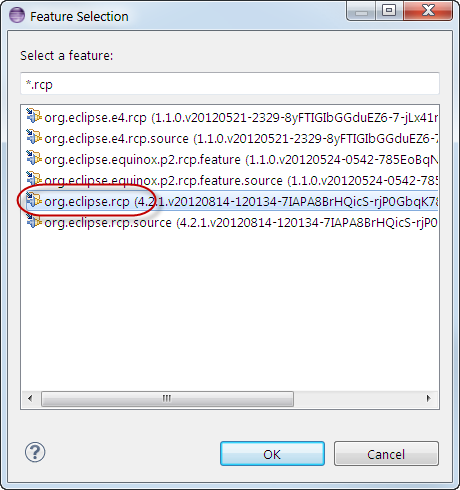 Feature Selection
Select a feature:
*.rcp
org.eclipse.e4.rcp (1.1.0.v20120521-2329-8yFTIGIbGGduEZ6-7-jLx41r
org.eclipse.e4.rcp.source (1.1.0.v20120521-2329-8yFTIGIbGGduEZ6-7
org.eclipse.equinox.p2.rcp.feature (1.1.0.v20120524-0542-785EoBqN
org.eclipse.equinox.p2.rcp.feature.source (1.1.0.v20120524-0542-785
org.eclipse.rcp (4.2.1.v20120814-120134-7IAPA8BrHQicS-rjP0GbqK78
org.eclipse.rcp.source (4.2.1.v20120814-120134-7IAPA8BrHQicS-rjP0
OK
Cancel